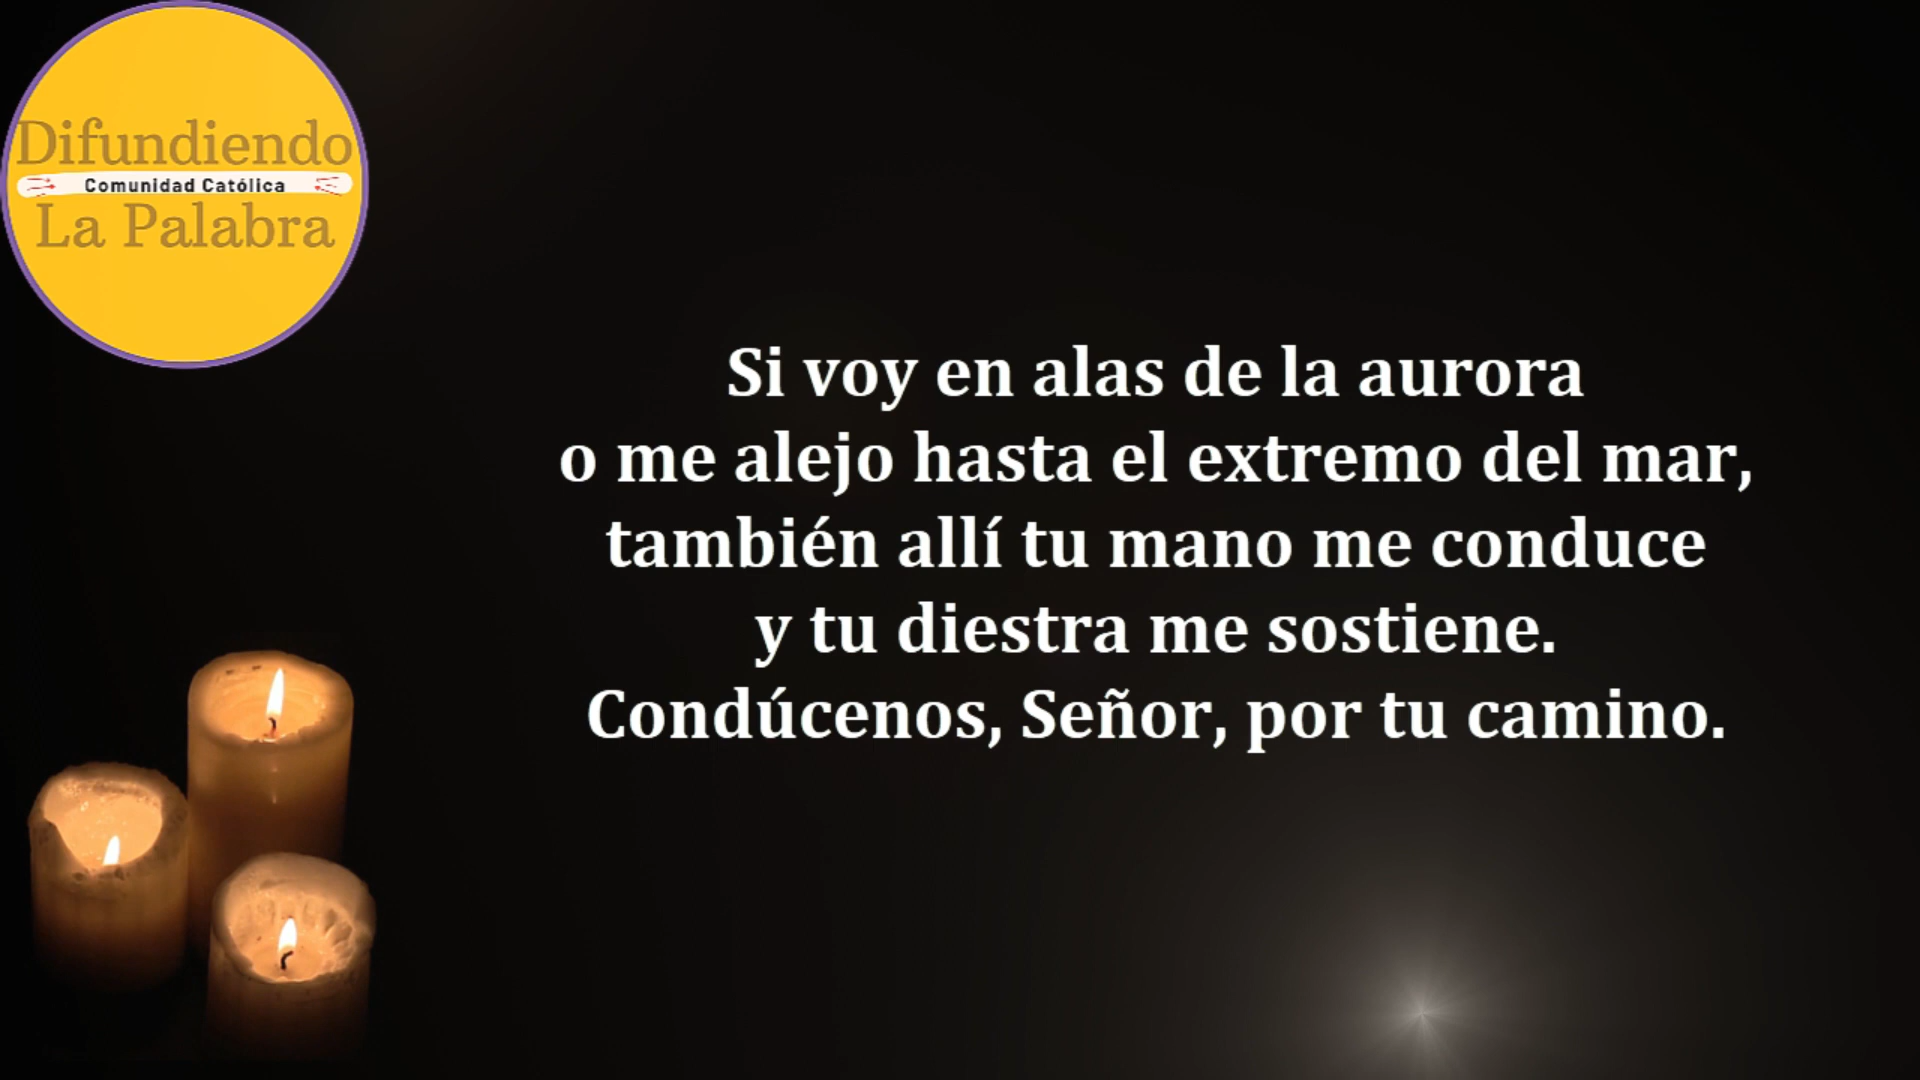 Difundiendo
Comunidad Católica
La Palabra
Si voy en alas de la aurora
o me alejo hasta el extremo del mar,
también allí tu mano me conduce
y tu diestra me sostiene.
Condúcenos, Señor, por tu camino.